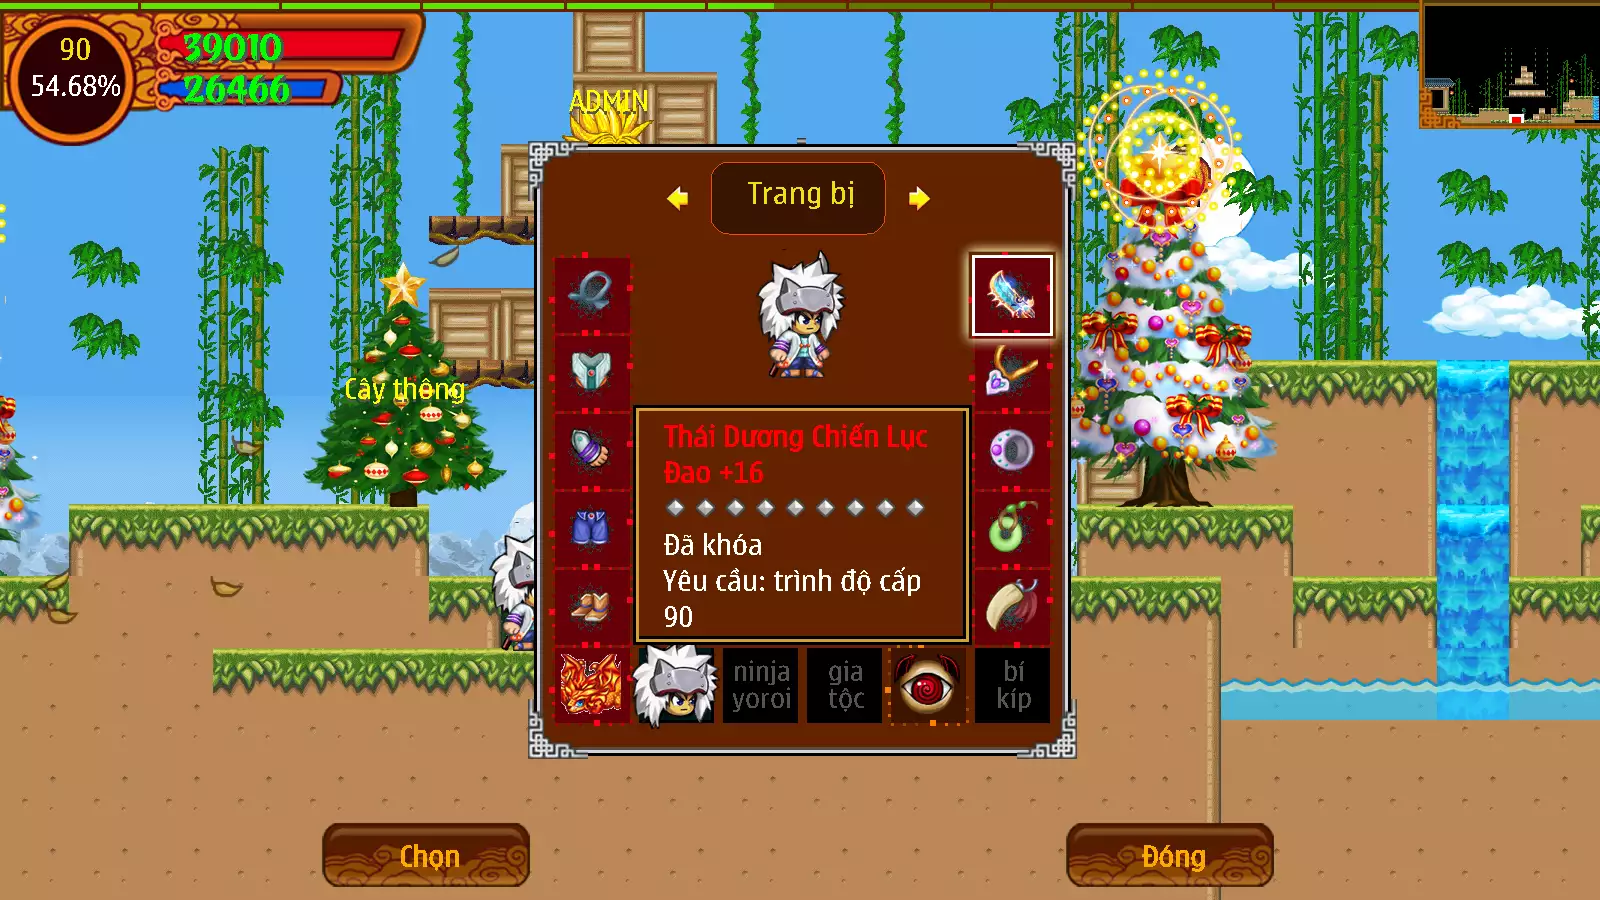 90
54.68%
39010
26466
ADMIN
Trang bị
Cây thông
Thái Dương Chiến Lục
Đao +16
Đã khóa
Yêu cầu: trình độ cấp
90
ninja
yoroi
gia
tộc
bí
kíp
Chọn
Đóng